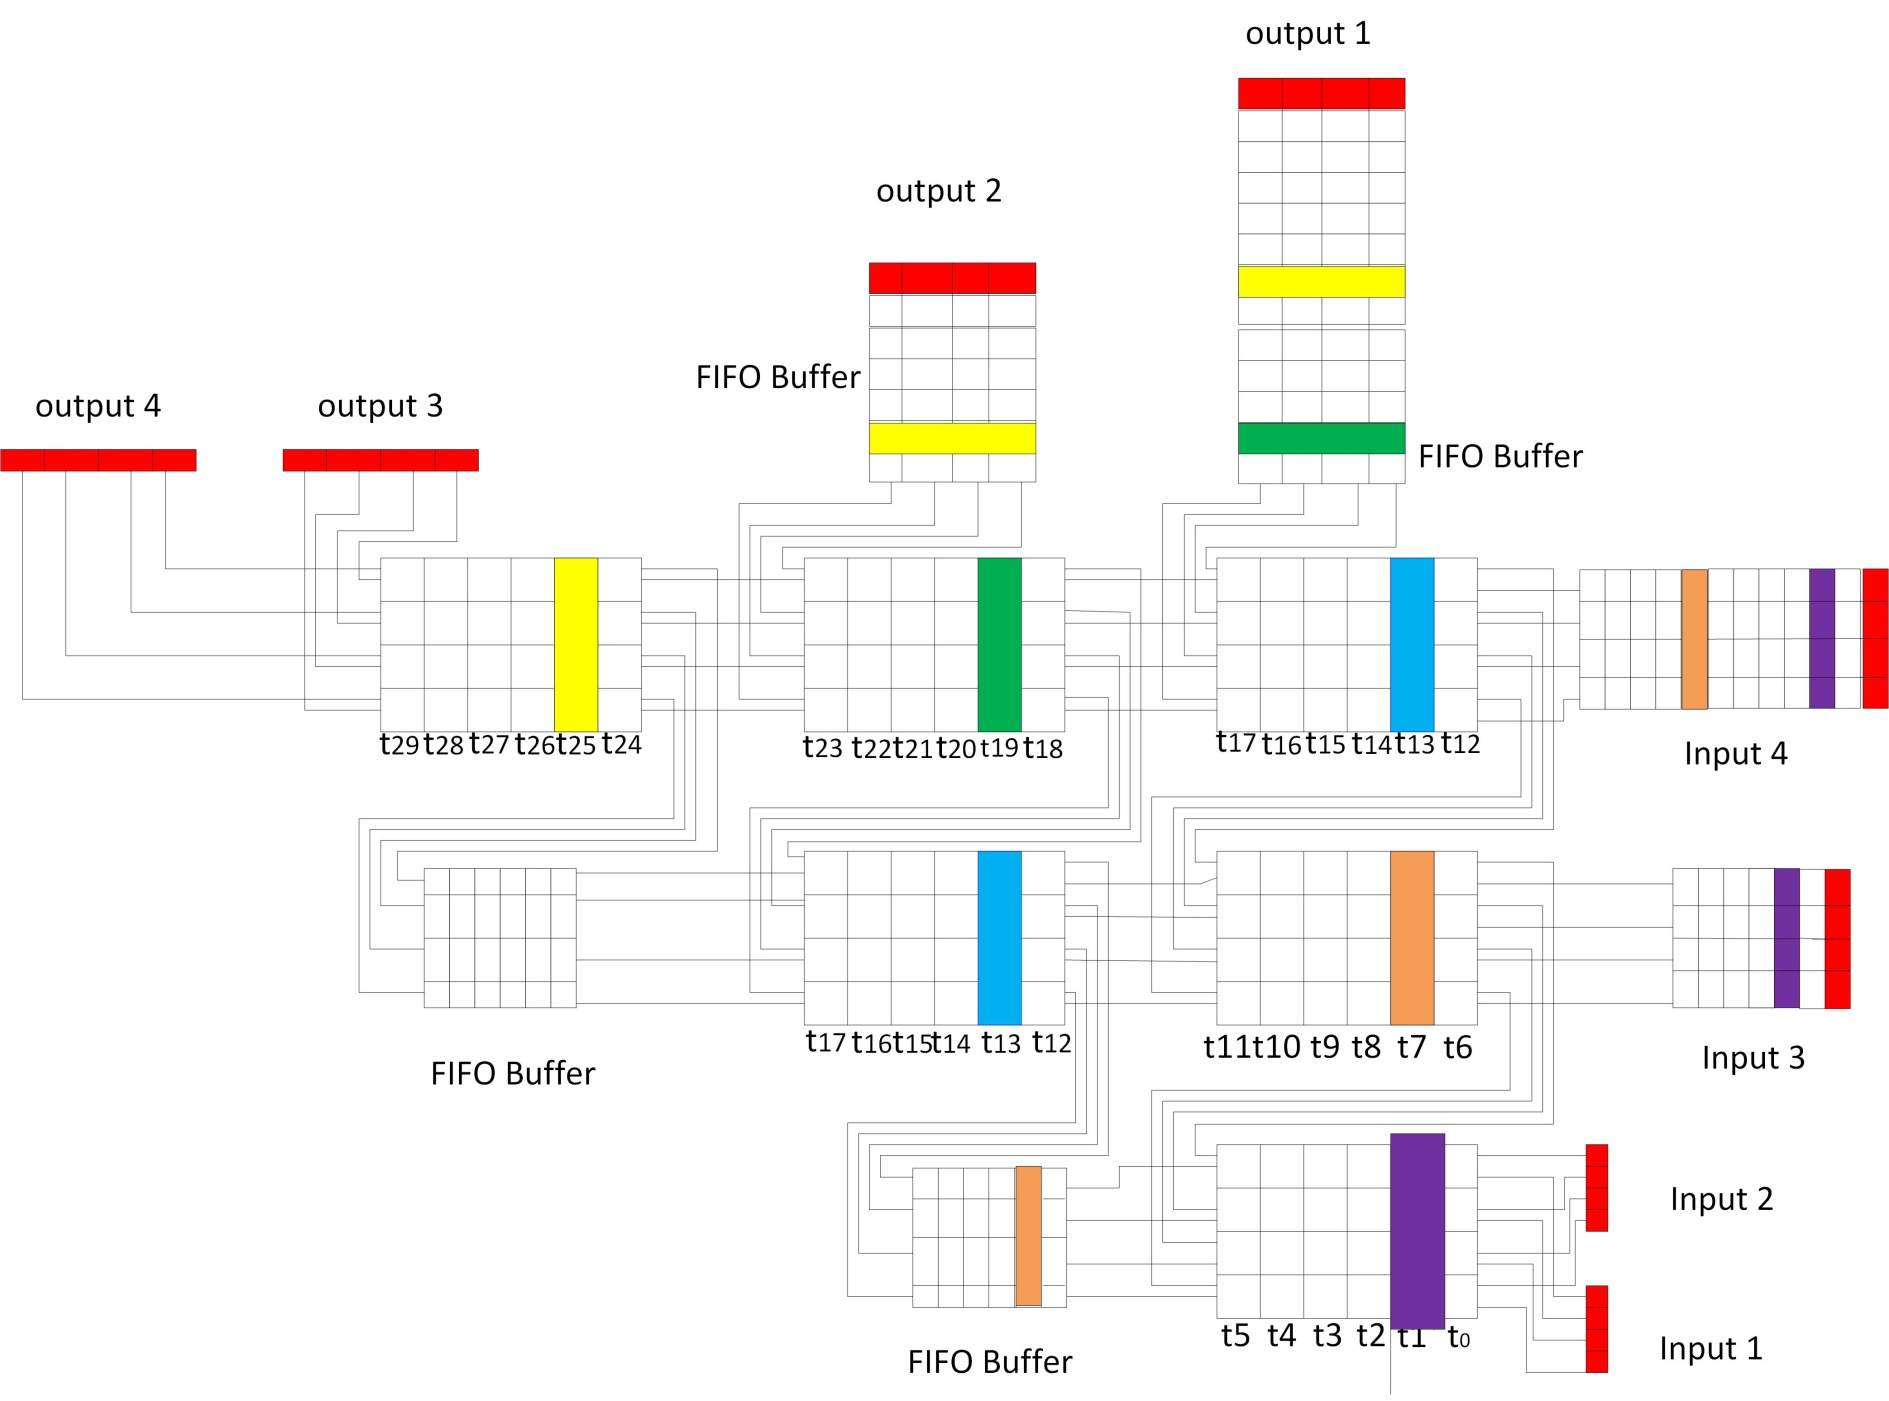 output 1
output 2
FIFO Buffer
output 4
output 3
FIFO Buffer
t29 t28 t27 t26 t25 t24
t23 t22 t21 t20 t19 t18
t17 t16 t15 t14 t13 t12
Input 4
t17 t16 t15 t14 t13 t12
t11 t10 t9 t8 t7 t6
Input 3
FIFO Buffer
Input 2
t5 t4 t3 t2 t1 t0
Input 1
FIFO Buffer